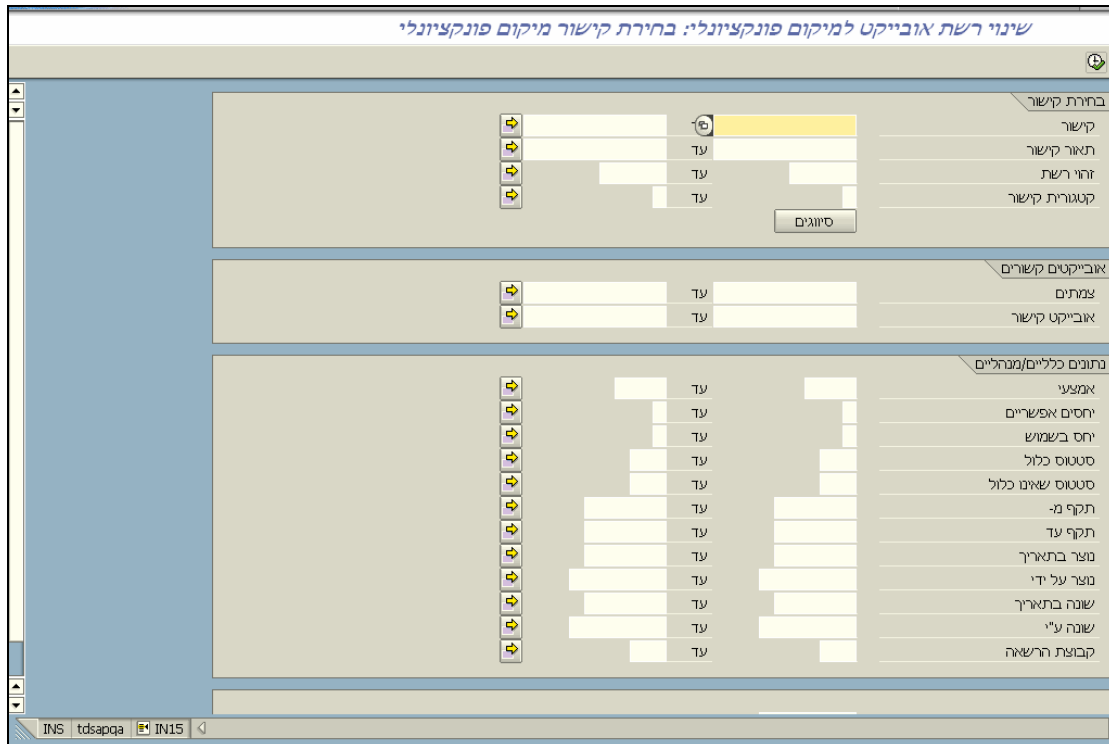 שינוי רשת אובייקט למיקום פונקציונלי: בחירת קישור מיקום פונקציונלי
בחירת קישור
קישור
תאור קישור עד
זהוי רשת עד
קטגורית קישור עד
סיווגים
אובייקטים קשורים
צמתים עד
אובייקט קישור עד
נתונים כלליים/מנהליים
אמצעי עד
יחסים אפשריים עד
יחס בשמוש עד
סטטוס כלול עד
סטטוס שאינו כלול עד
תקף מ- עד
תקף עד עד
נוצר בתאריך עד
נוצר על ידי עד
שונה בתאריך עד
שונה ע"י עד
קבוצת הרשאה עד
INS tdsapqa IN15